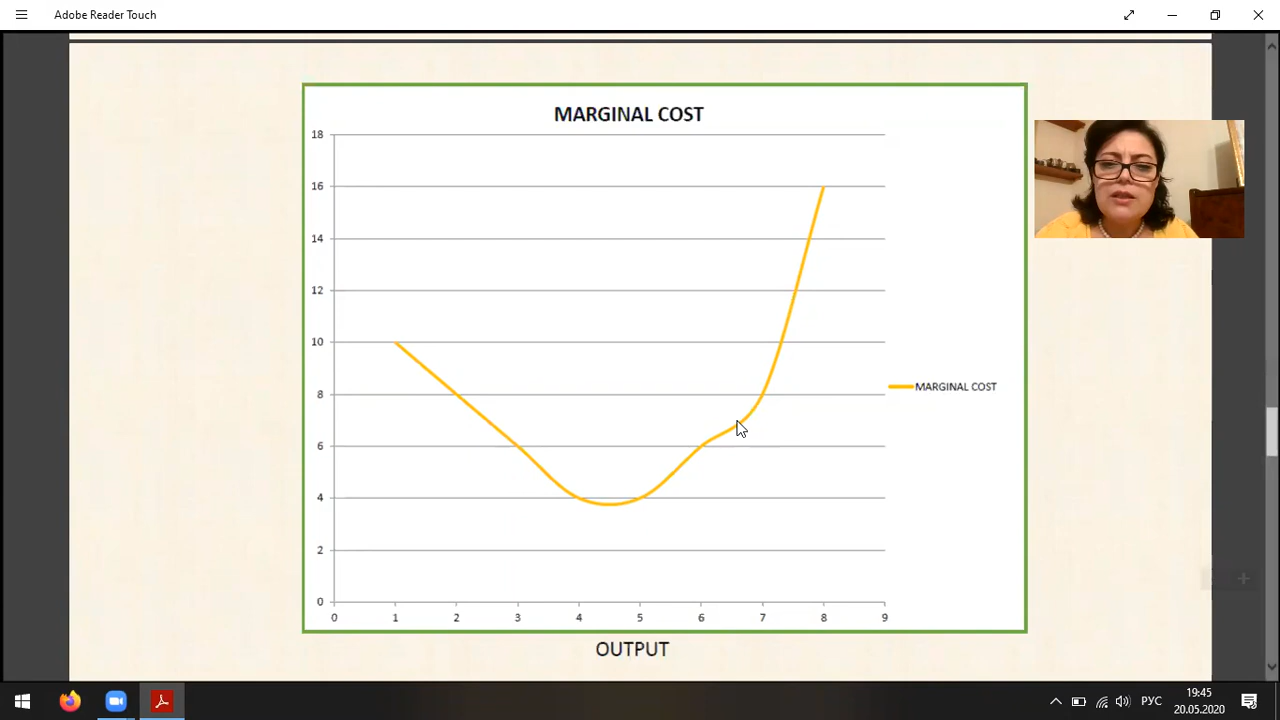 Adobe Reader Touch
MARGINAL COST
18
16
14
12
10
8
6
4
2
0
MARGINAL COST
0 1 2 3 4 5 6 7 8 9
OUTPUT
РУС
19:45
20.05.2020